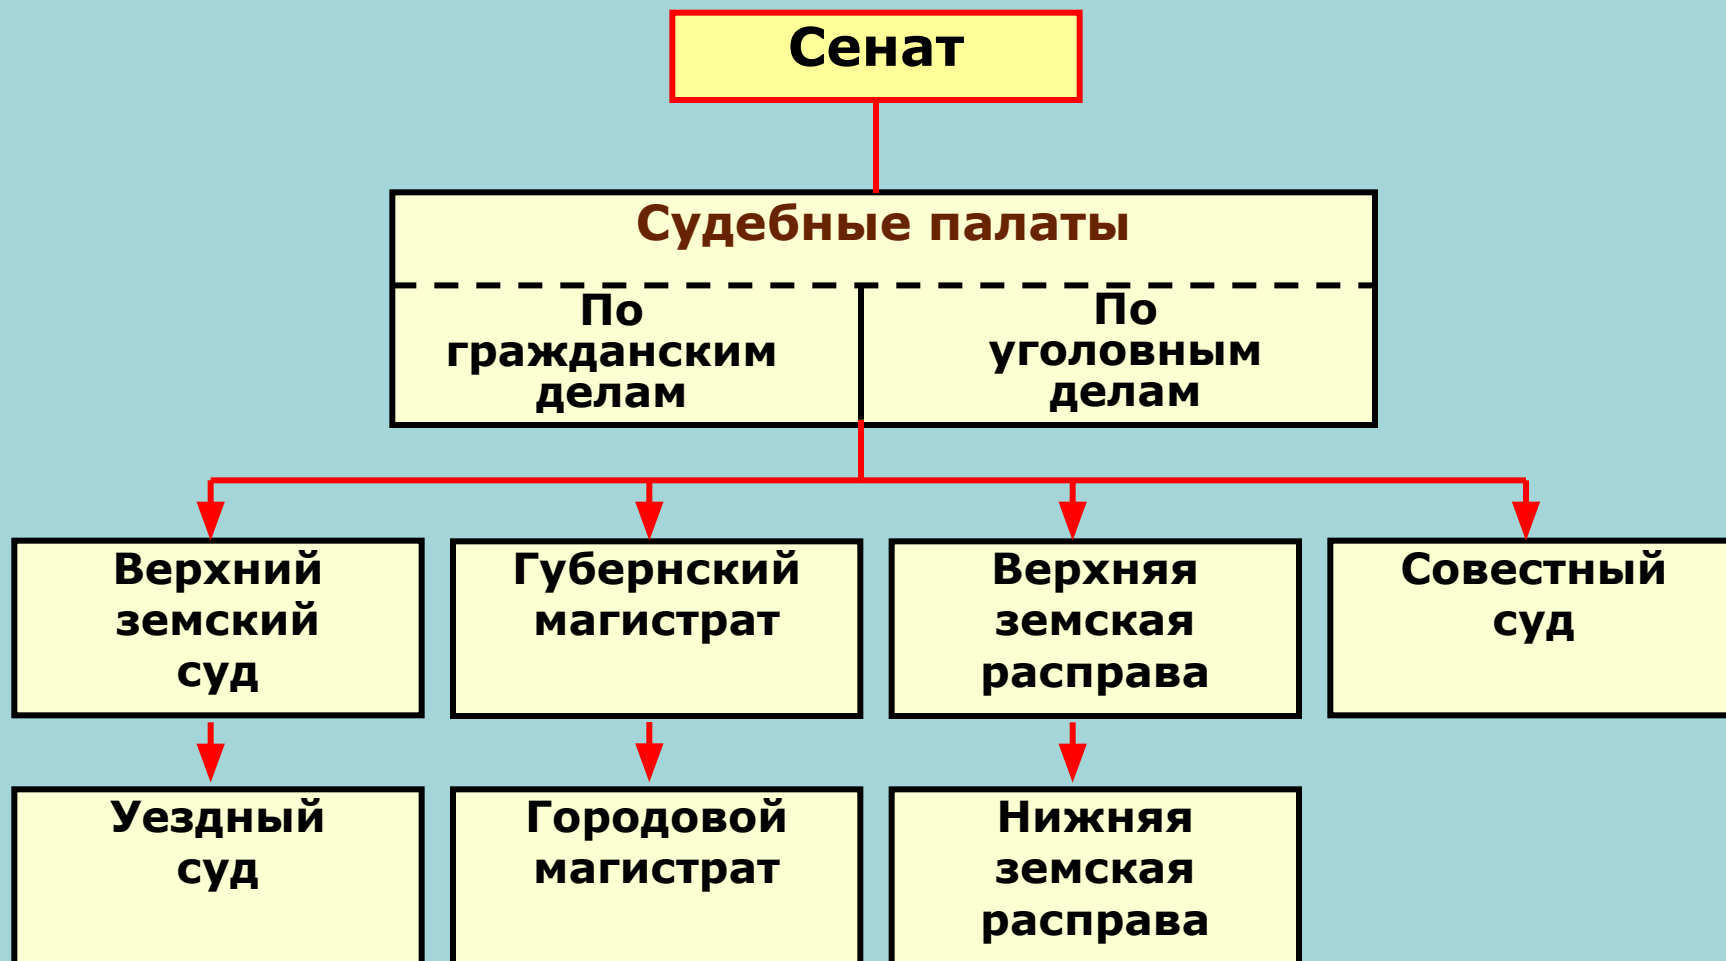 Сенат
Судебные палаты
По
гражданским
делам
По
уголовным
делам
Верхний
земский
суд
Губернский
магистрат
Верхняя
земская
расправа
Совестный
суд
Уездный
суд
Городовой
магистрат
Нижняя
земская
расправа